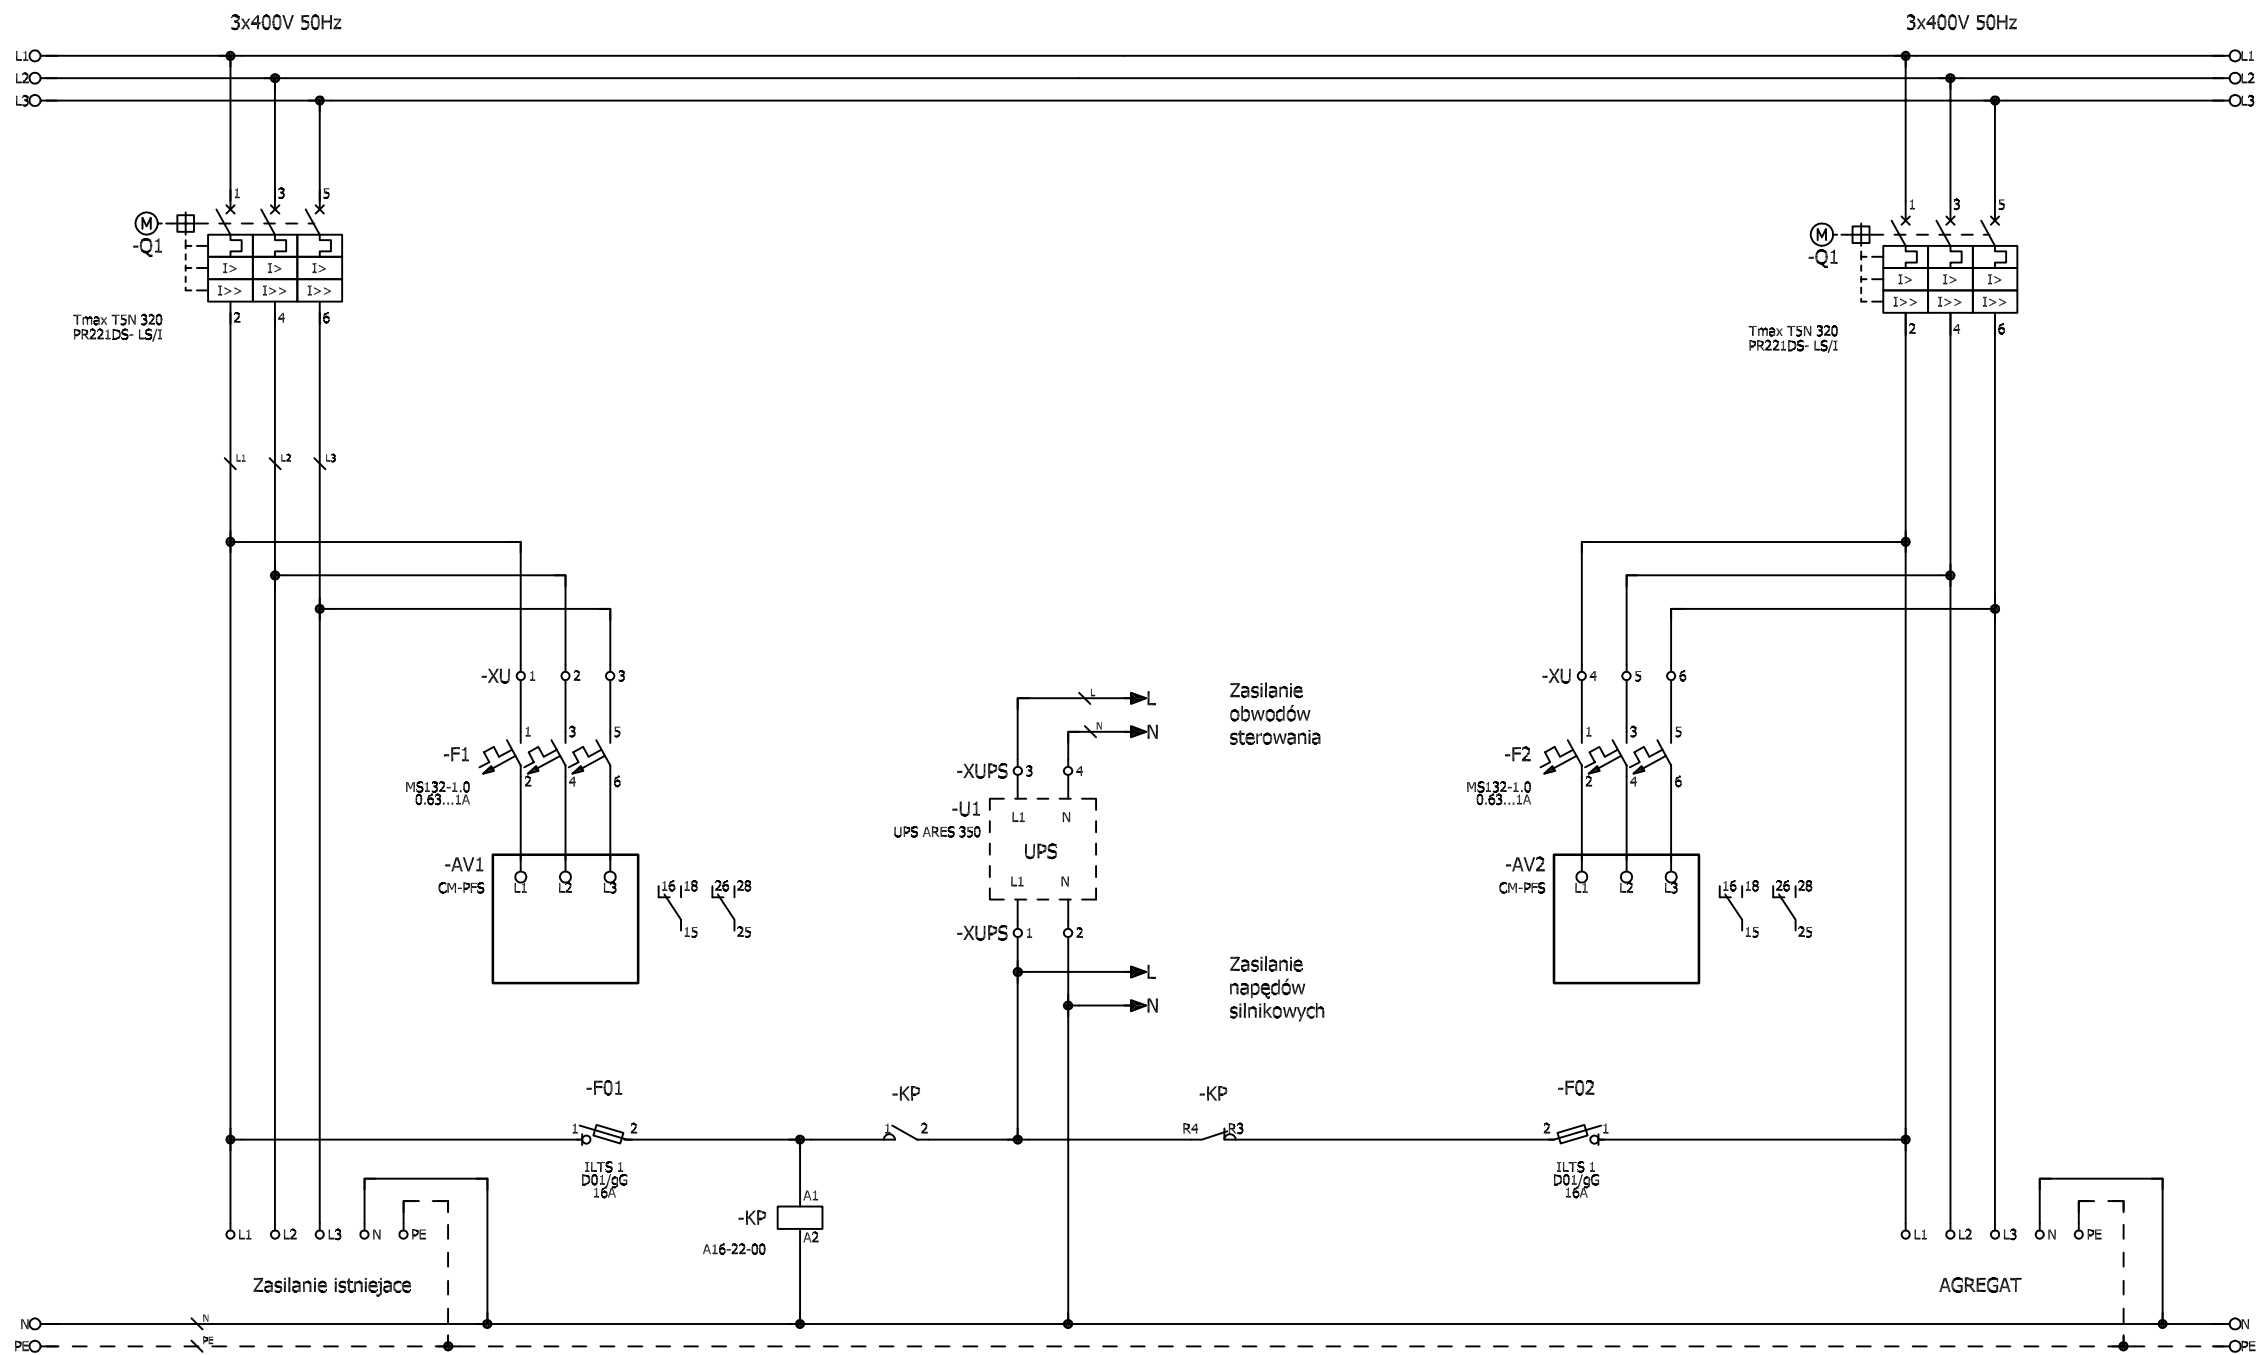 3x400V 50Hz
3x400V 50Hz
L1
L1
L2
L2
L3
L3
1 3 5
M
-Q1
I> I> I>
I>> I>> I>>
2 4 6
Tmax T5N 320
PR221DS- LS/I
1 3 5
M
-Q1
I> I> I>
I>> I>> I>>
2 4 6
Tmax T5N 320
PR221DS- LS/I
L1 L2 L3
-XU 1 2 3
1 3 5
-F1
2 4 6
MS132-1.0
0.63...1A
-AV1
CM-PFS
L1 L2 L3
16 18 26 28
15 25
L
L
N
N
Zasilanie
obwodów
sterowania
-XUPS 3 4
-U1
UPS ARES 350
L1 N
UPS
L1 N
-XUPS 1 2
L
N
Zasilanie
napędów
silnikowych
-XU 4 5 6
1 3 5
-F2
2 4 6
MS132-1.0
0.63...1A
-AV2
CM-PFS
L1 L2 L3
16 18 26 28
15 25
-F01
1 2
ILTS 1
D01/gG
16A
-KP
1 2
-KP
R4 R3
-F02
2 1
ILTS 1
D01/gG
16A
A1
-KP
A2
A16-22-00
L1 L2 L3 N PE
Zasilanie istniejace
L1 L2 L3 N PE
AGREGAT
N
N
N
PE
PE
PE